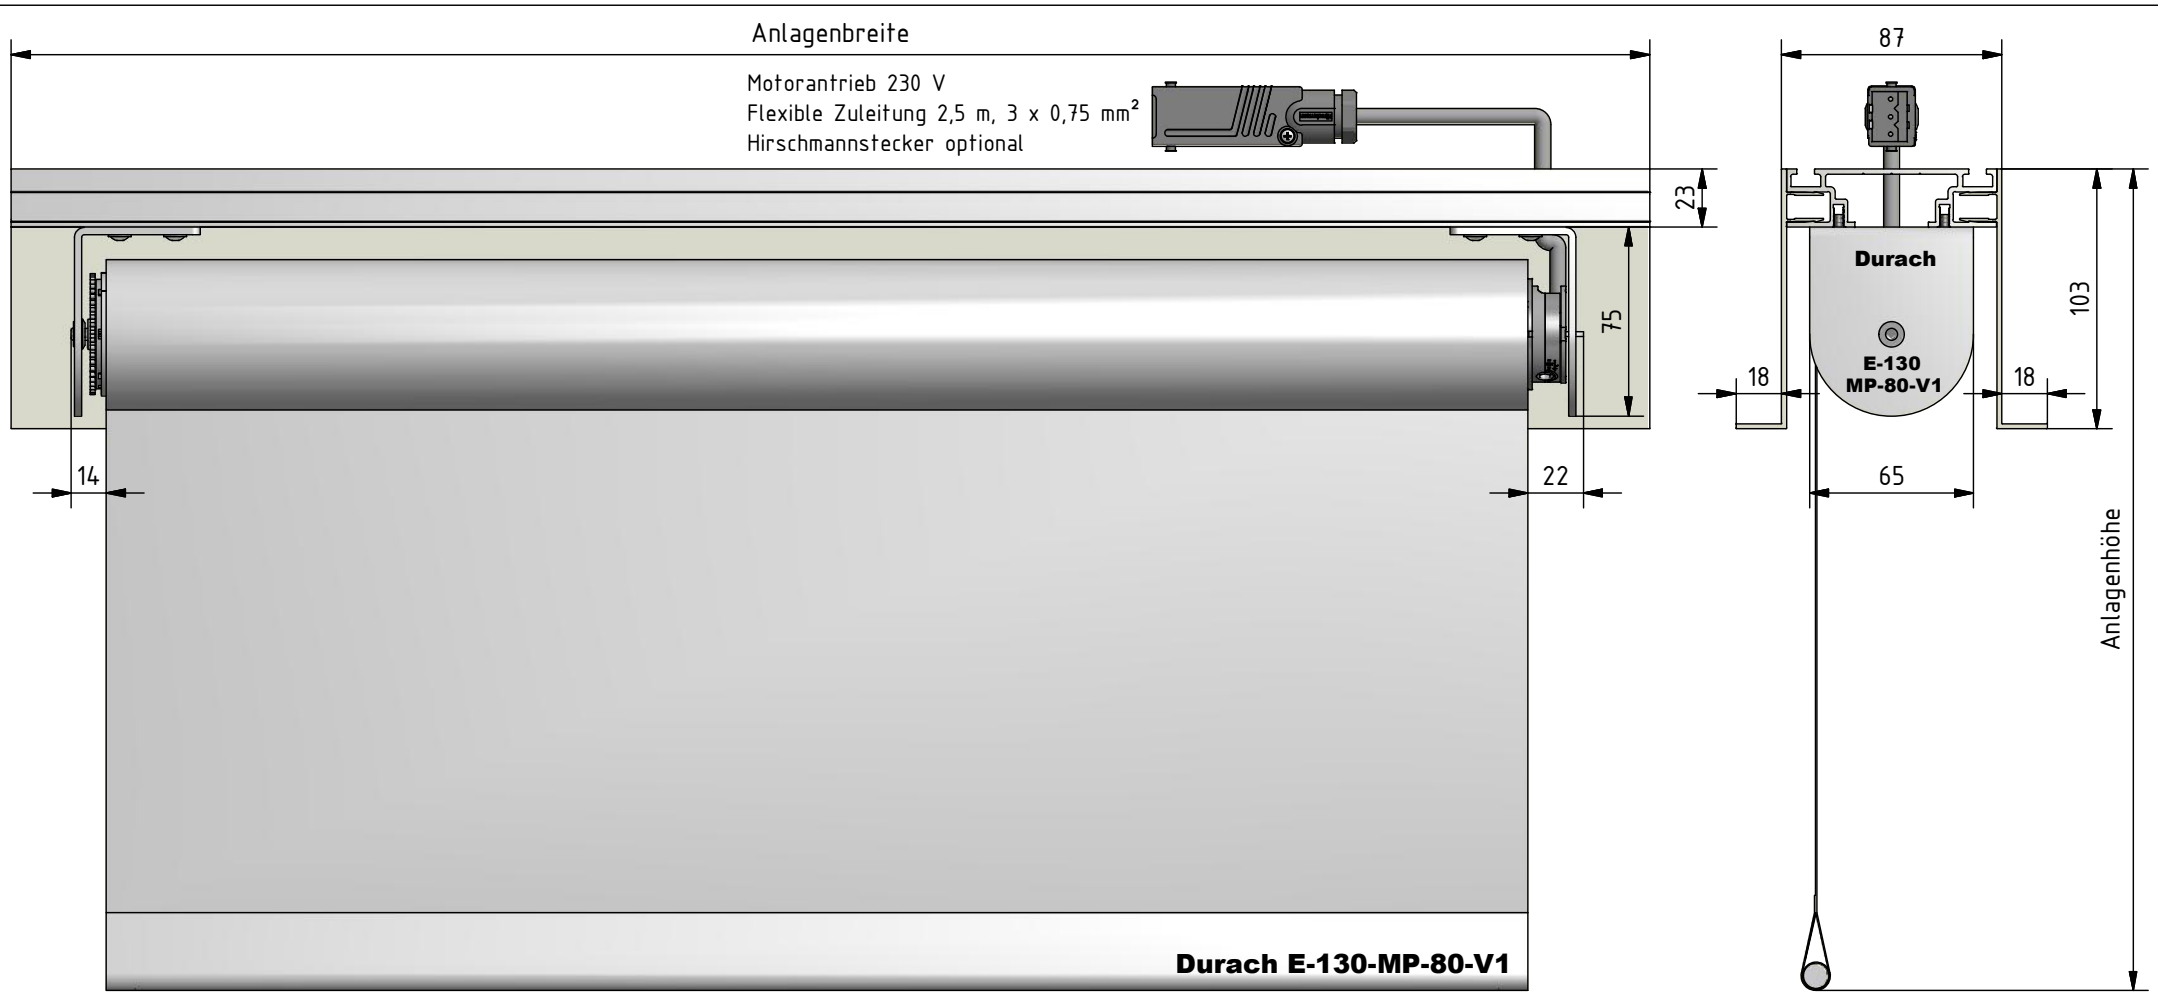 Anlagenbreite
Motorantrieb 230 V
Flexible Zuleitung 2,5 m, 3 x 0,75 mm²
Hirschmannstecker optional
87
23
75
103
Durach
E-130
MP-80-V1
18
18
14
22
65
Anlagenhöhe
Durach E-130-MP-80-V1